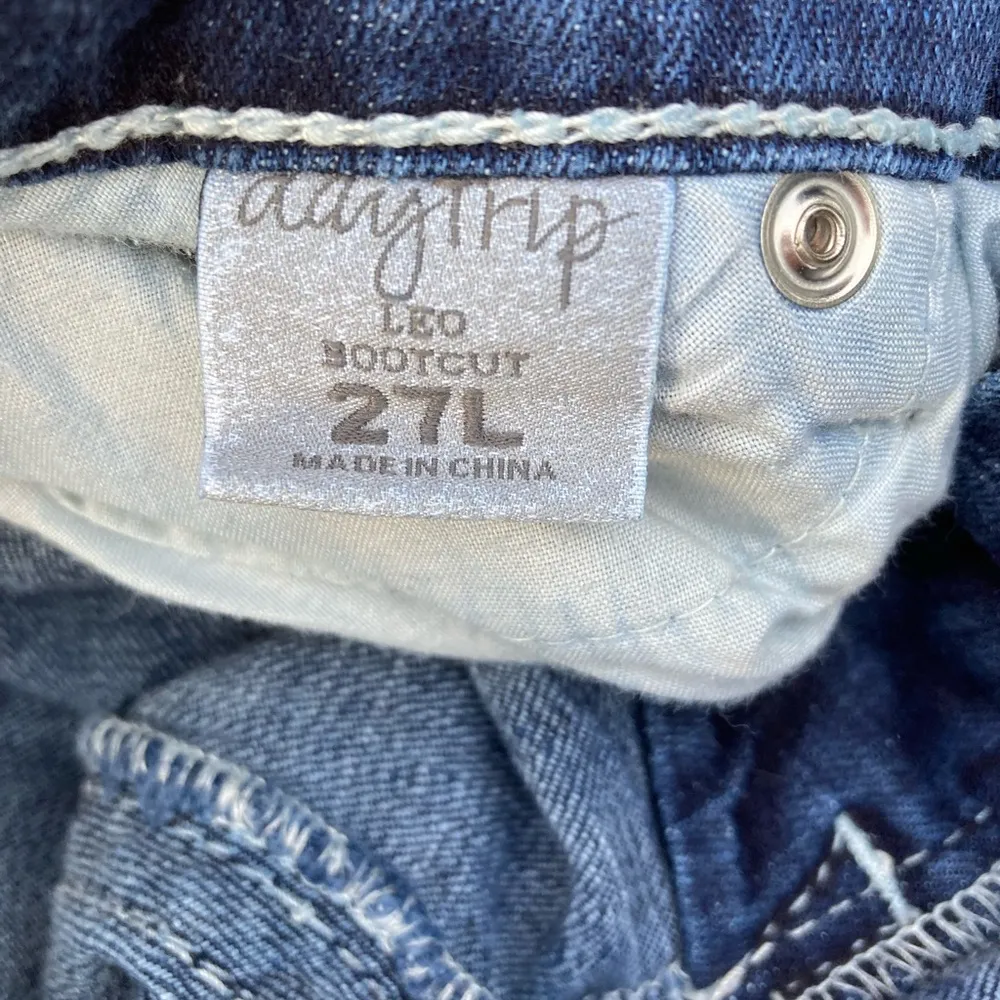 dayTrip
LEO
BOOTCUT
27L
MADE IN CHINA